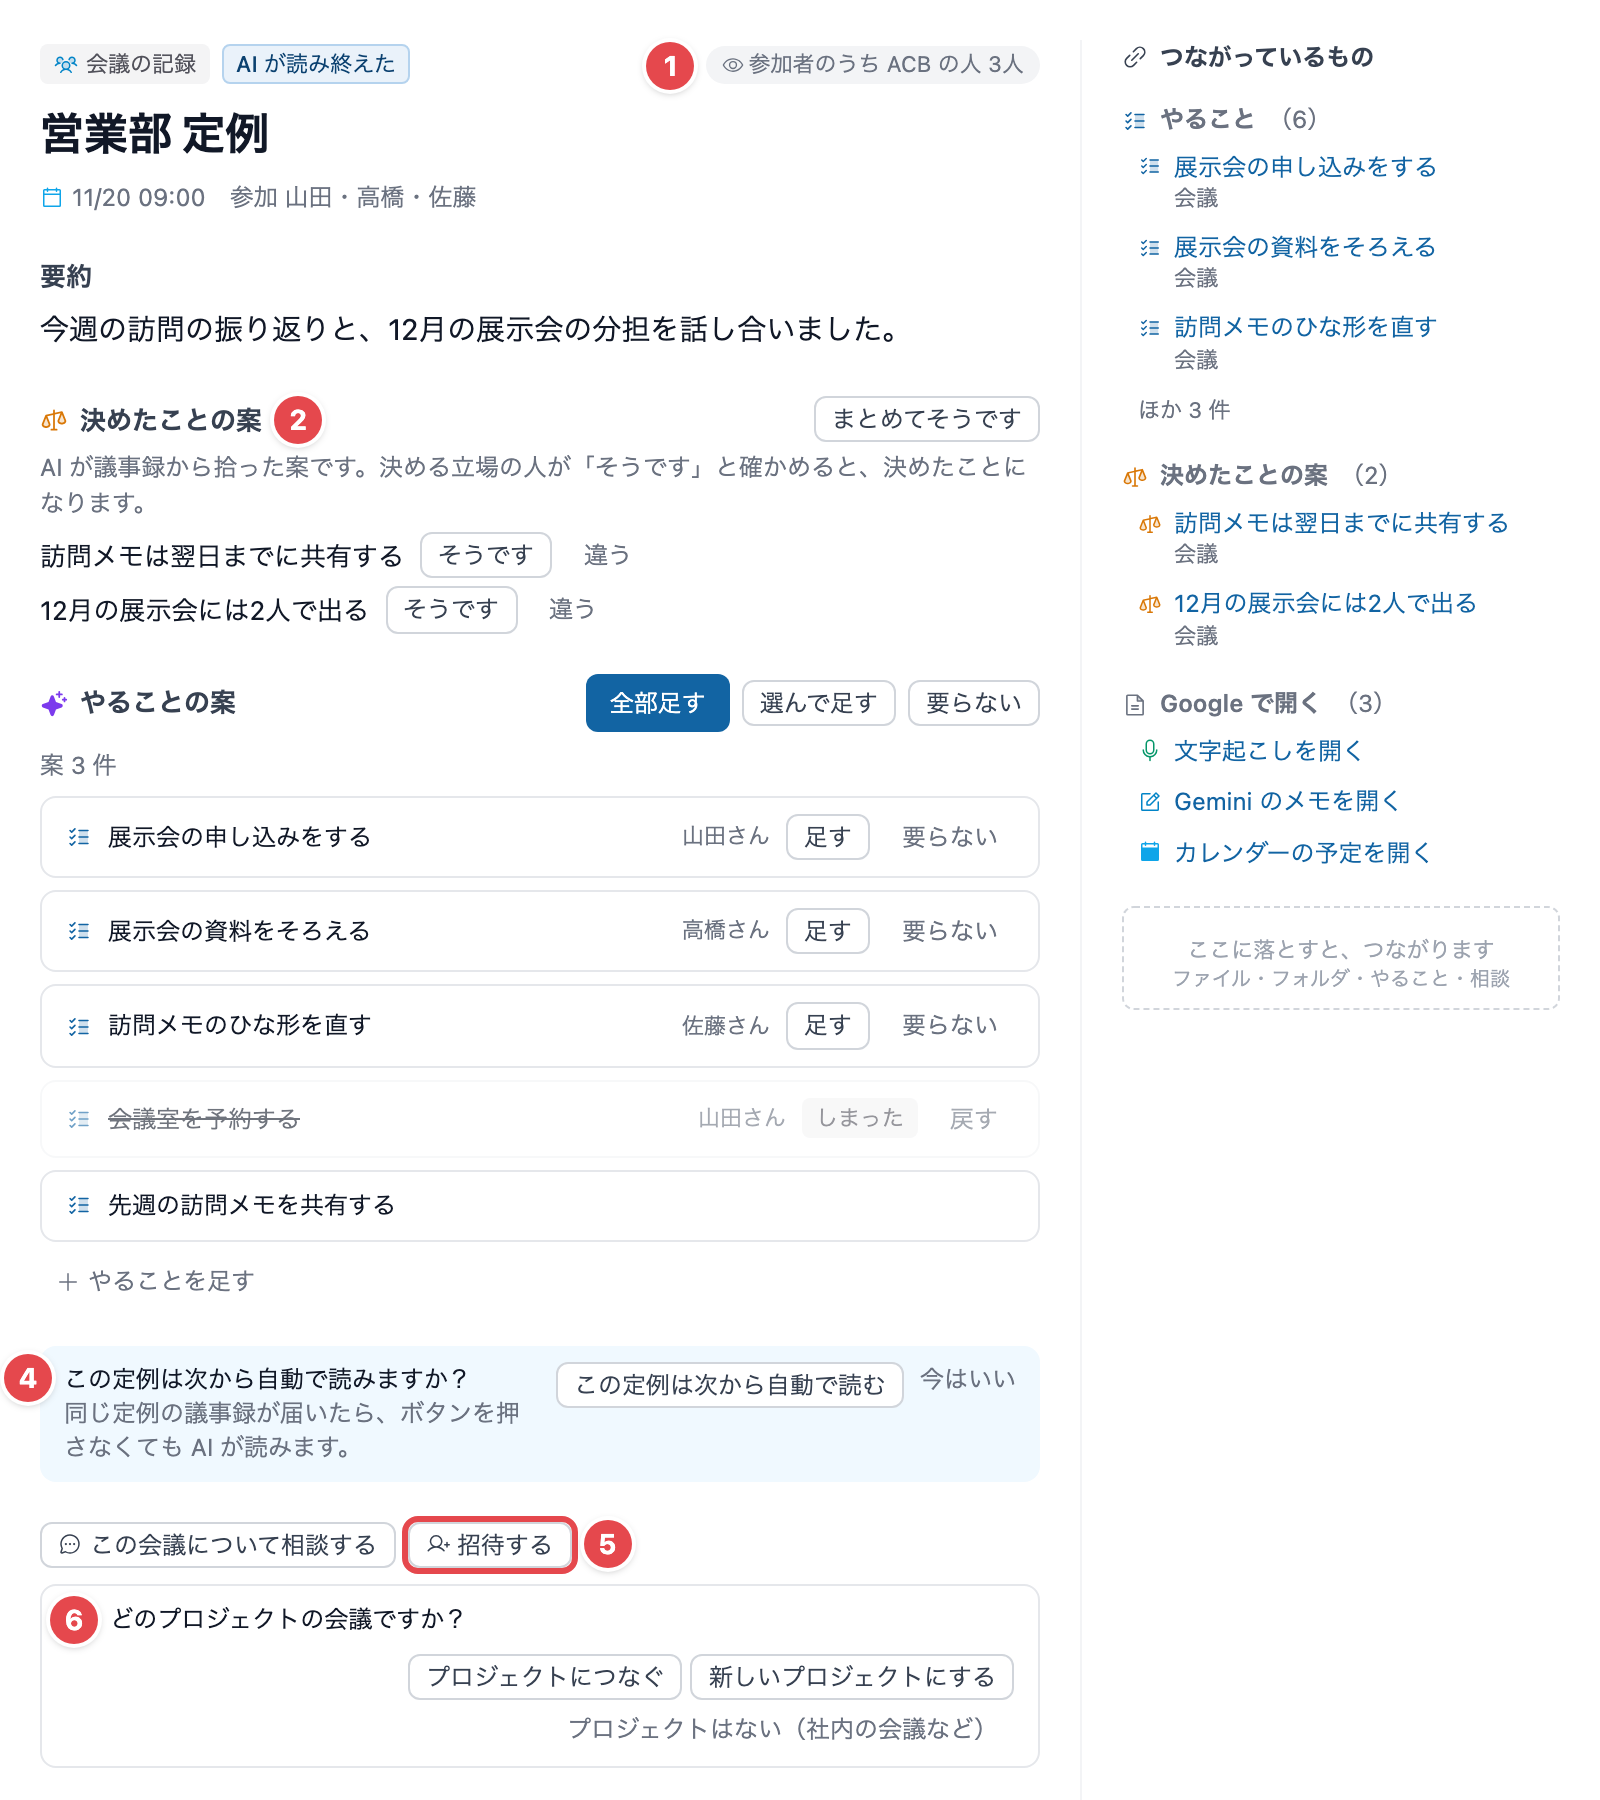 会議の記録
AI が読み終えた
1
参加者のうち ACB の人 3人
営業部 定例
11/20 09:00
参加 山田・高橋・佐藤
要約
今週の訪問の振り返りと、12月の展示会の分担を話し合いました。
決めたことの案
2
まとめてそうです
AI が議事録から拾った案です。決める立場の人が「そうです」と確かめると、決めたことに
なります。
訪問メモは翌日までに共有する
そうです
違う
12月の展示会には2人で出る
そうです
違う
やることの案
全部足す
選んで足す
要らない
案 3 件
展示会の申し込みをする
山田さん
足す
要らない
展示会の資料をそろえる
高橋さん
足す
要らない
訪問メモのひな形を直す
佐藤さん
足す
要らない
会議室を予約する
山田さん
しまった
戻す
先週の訪問メモを共有する
＋ やることを足す
4
この定例は次から自動で読みますか？
同じ定例の議事録が届いたら、ボタンを押
さなくても AI が読みます。
この定例は次から自動で読む
今はいい
この会議について相談する
招待する
5
6
どのプロジェクトの会議ですか？
プロジェクトにつなぐ
新しいプロジェクトにする
プロジェクトはない（社内の会議など）
つながっているもの
やること （6）
展示会の申し込みをする
会議
展示会の資料をそろえる
会議
訪問メモのひな形を直す
会議
ほか 3 件
決めたことの案 （2）
訪問メモは翌日までに共有する
会議
12月の展示会には2人で出る
会議
Google で開く （3）
文字起こしを開く
Gemini のメモを開く
カレンダーの予定を開く
ここに落とすと、つながります
ファイル・フォルダ・やること・相談